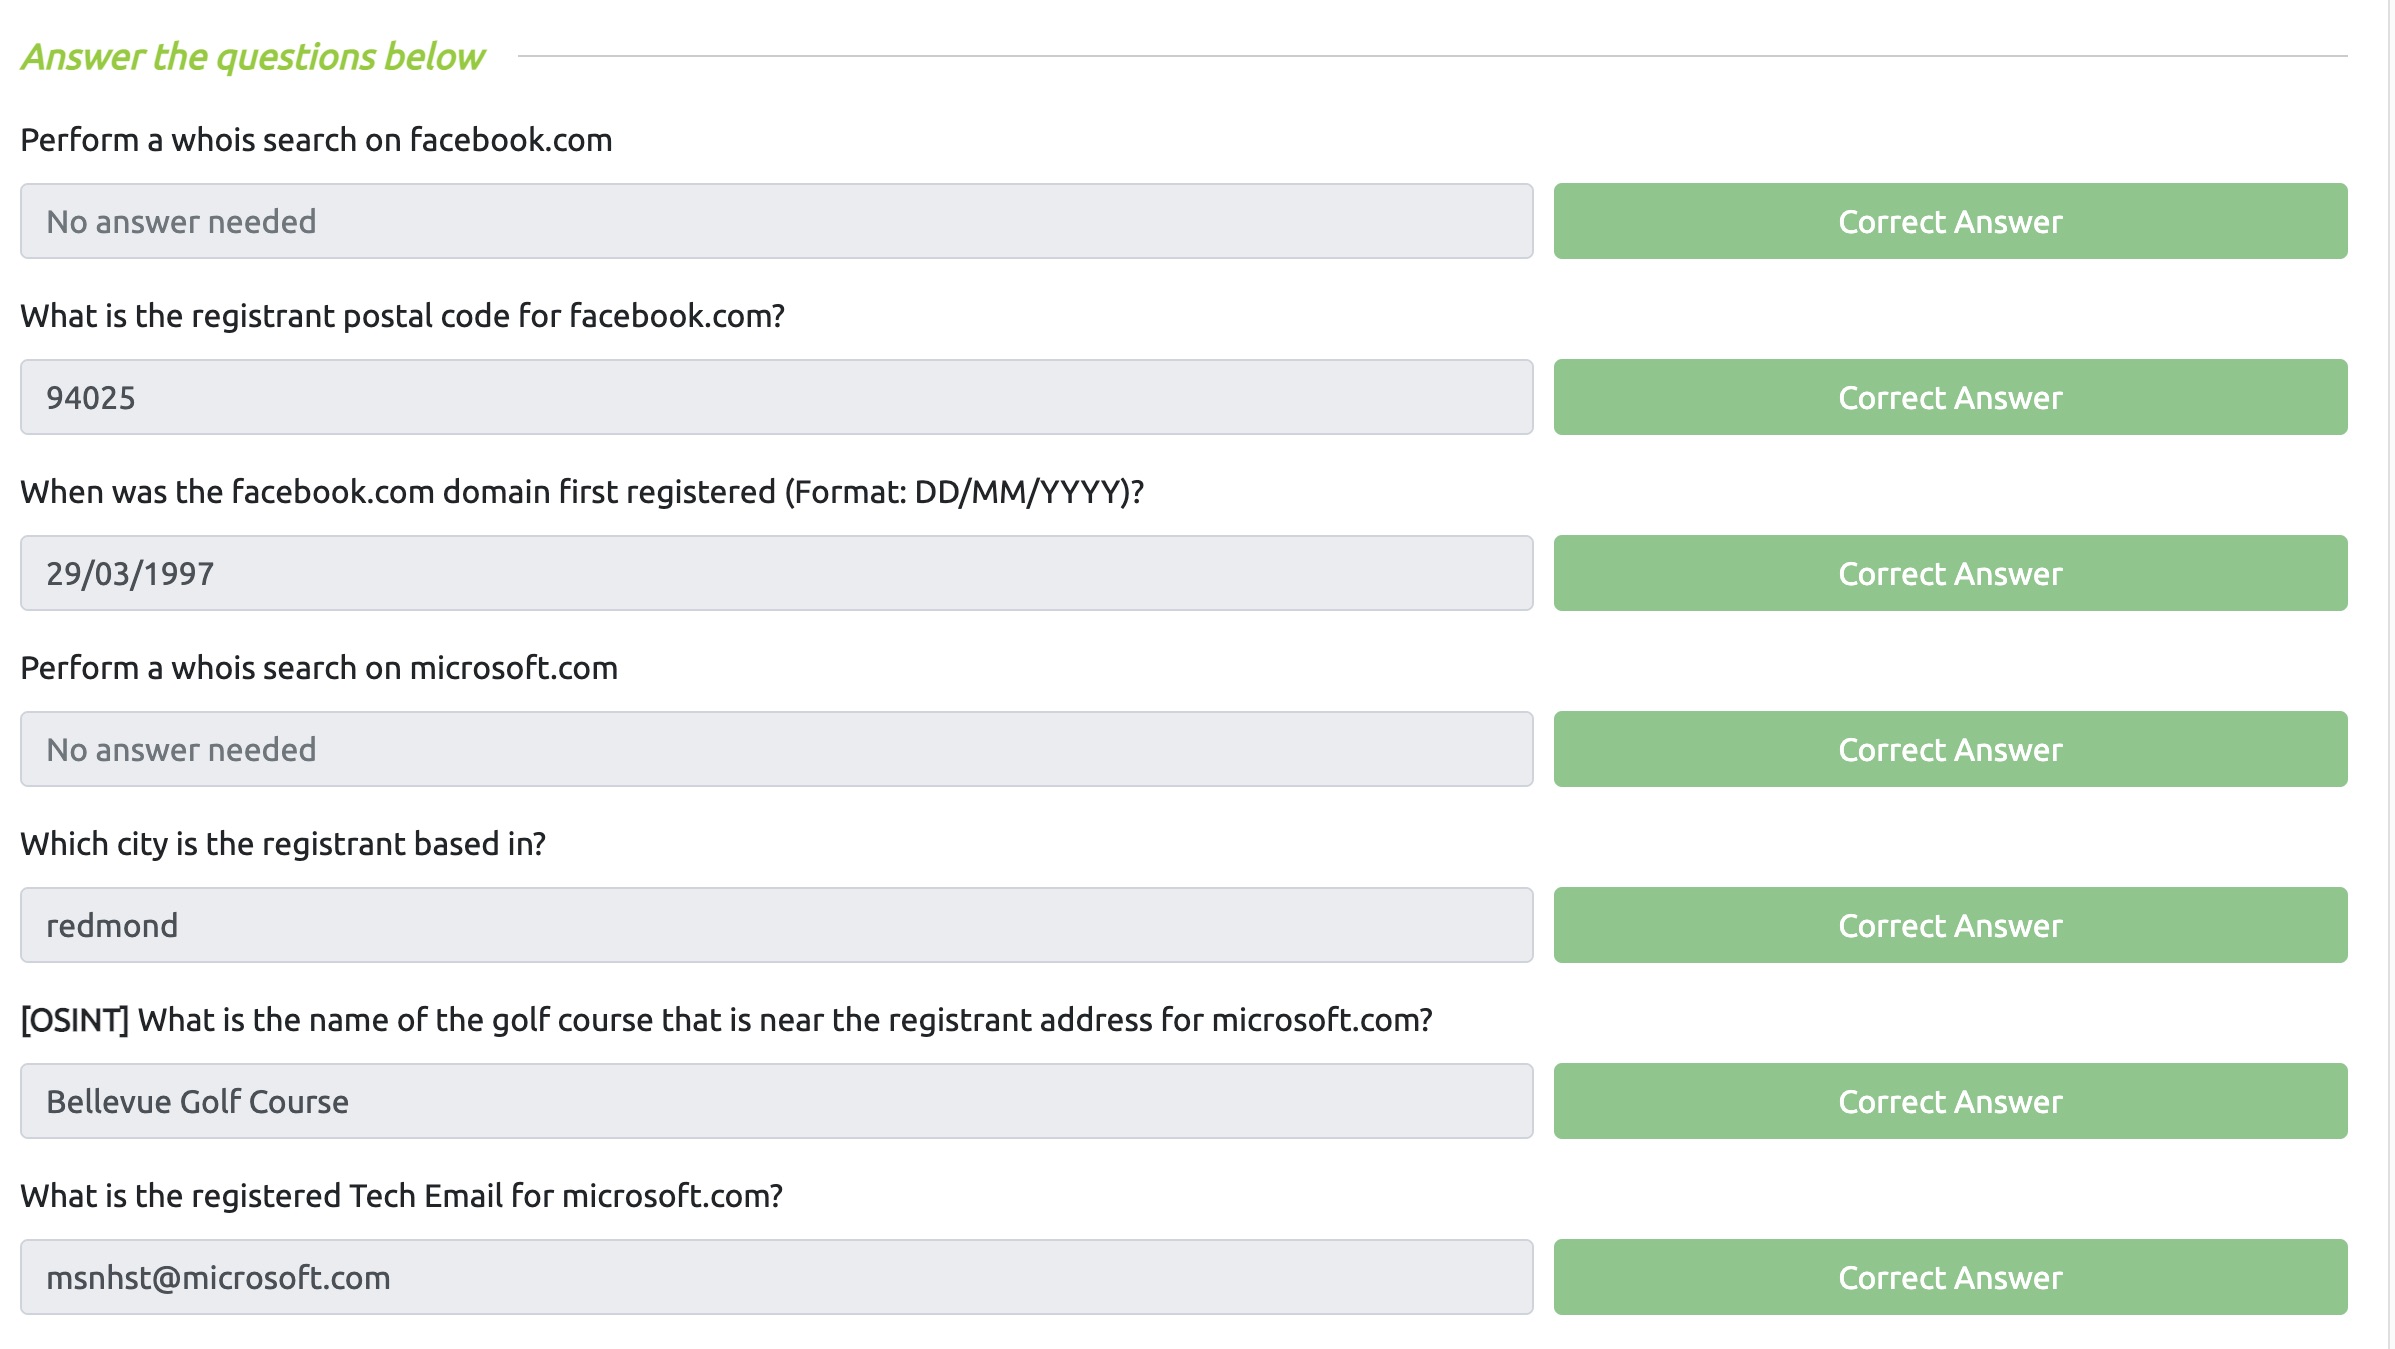 Answer the questions below
Perform a whois search on facebook.com
No answer needed
Correct Answer
What is the registrant postal code for facebook.com?
94025
Correct Answer
When was the facebook.com domain first registered (Format: DD/MM/YYYY)?
29/03/1997
Correct Answer
Perform a whois search on microsoft.com
No answer needed
Correct Answer
Which city is the registrant based in?
redmond
Correct Answer
[OSINT] What is the name of the golf course that is near the registrant address for microsoft.com?
Bellevue Golf Course
Correct Answer
What is the registered Tech Email for microsoft.com?
msnhst@microsoft.com
Correct Answer